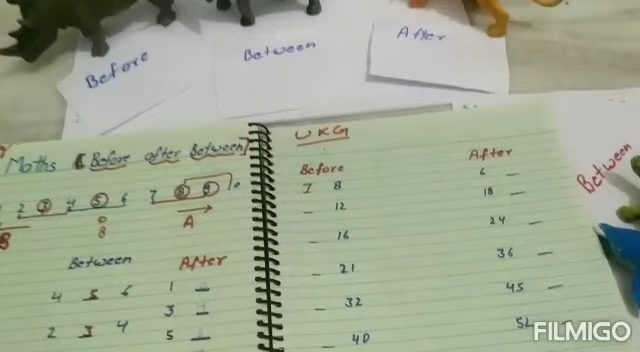 Before
Between
After
Maths [Before after Between]
2 3 4 5 6 7 8 9
B
A
Between After
4 5 6 1
2 3 4 3
5
UKG
Before After
7 8 6 _
_ 12 18 _
_ 16 24 _
_ 21 36 _
_ 32 45 _
_ 40 52
Between
FILMIGO